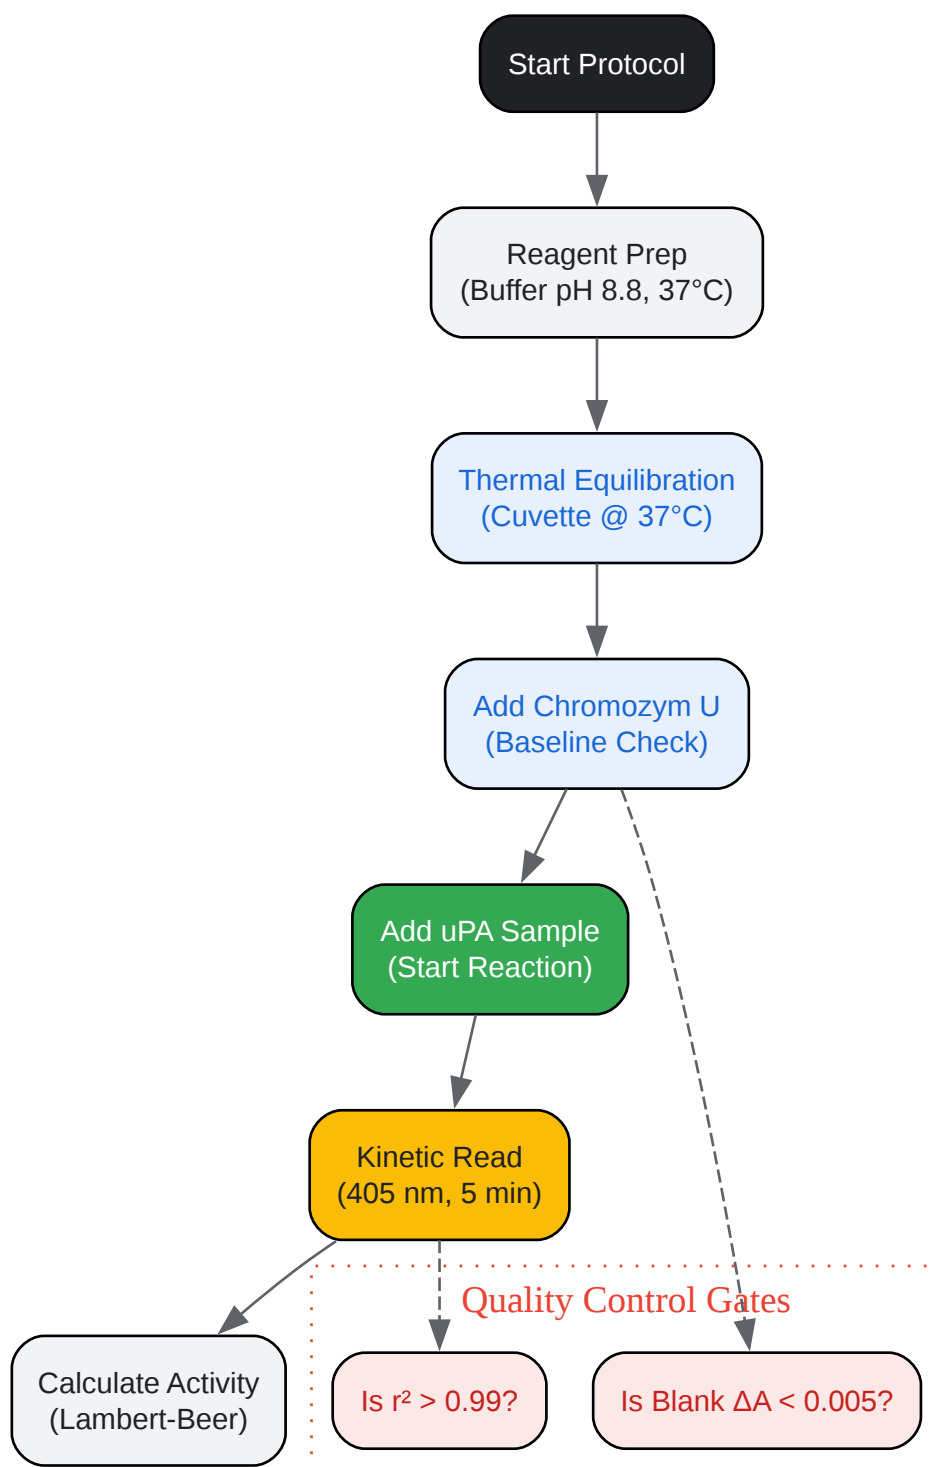 Start Protocol
Reagent Prep
(Buffer pH 8.8, 37°C)
Thermal Equilibration
(Cuvette @ 37°C)
Add Chromozym U
(Baseline Check)
Add uPA Sample
(Start Reaction)
Kinetic Read
(405 nm, 5 min)
Quality Control Gates
Calculate Activity
(Lambert-Beer)
Is r² > 0.99?
Is Blank ΔA < 0.005?